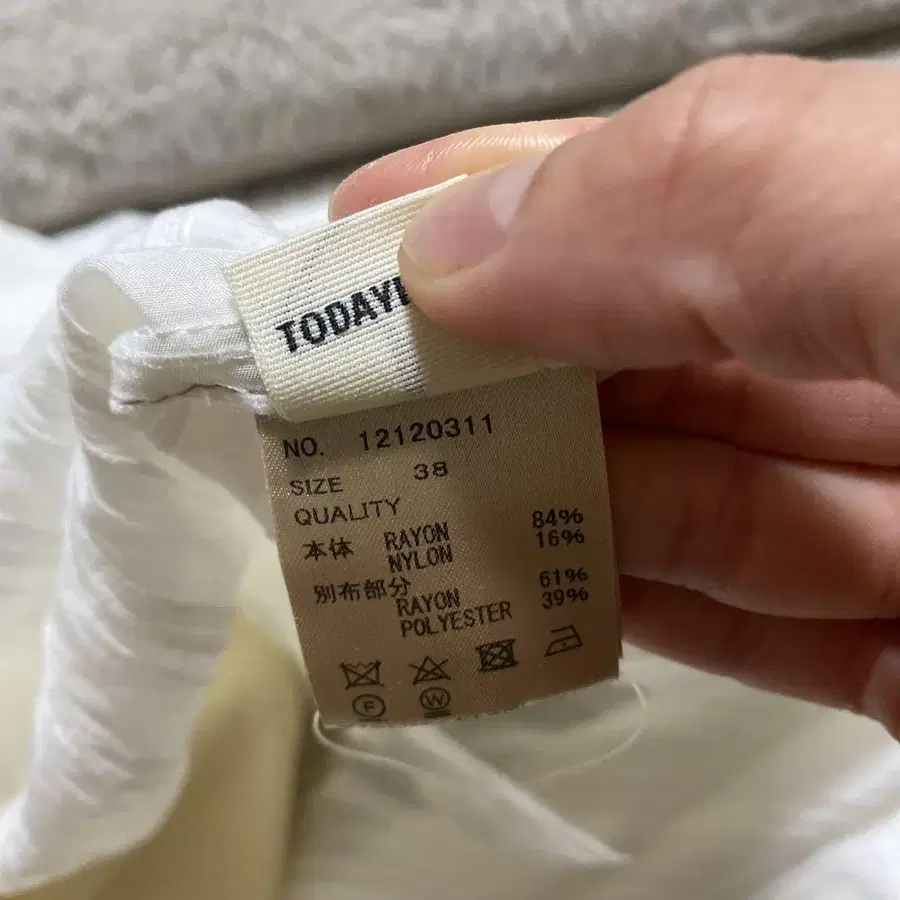 NO. 12120311
SIZE 38
QUALITY
本体 RAYON 84%
NYLON 16%
別布部分
RAYON 61%
POLYESTER 39%
F W